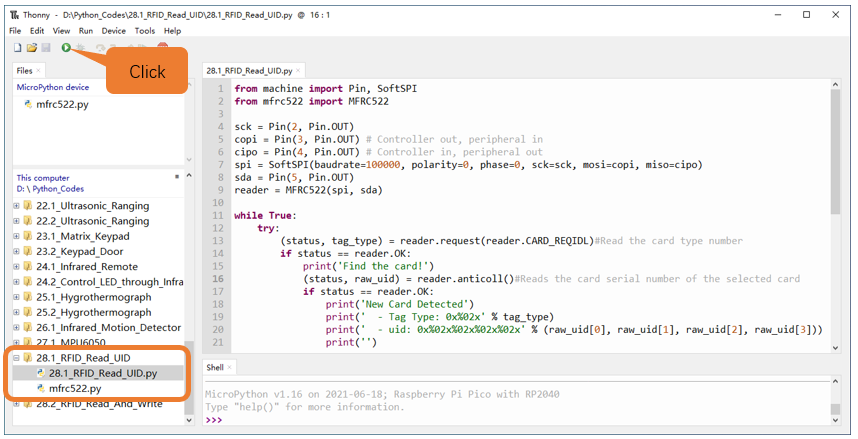 Thonny - D:\Python_Codes\28.1_RFID_Read_UID\28.1_RFID_Read_UID.py @ 16 : 1
File Edit View Run Device Tools Help
Click
Files
MicroPython device
mfrc522.py
This computer
D: \ Python_Codes
22.1_Ultrasonic_Ranging
22.2_Ultrasonic_Ranging
23.1_Matrix_Keypad
23.2_Keypad_Door
24.1_Infrared_Remote
24.2_Control_LED_through_Infra
25.1_Hygrothermograph
25.2_Hygrothermograph
26.1_Infrared_Motion_Detector
27.1_MPU6050
28.1_RFID_Read_UID
28.1_RFID_Read_UID.py
mfrc522.py
28.2_RFID_Read_And_Write
28.1_RFID_Read_UID.py
1 from machine import Pin, SoftSPI
2 from mfrc522 import MFRC522
3
4 sck = Pin(2, Pin.OUT)
5 copi = Pin(3, Pin.OUT) # Controller out, peripheral in
6 cipo = Pin(4, Pin.OUT) # Controller in, peripheral out
7 spi = SoftSPI(baudrate=100000, polarity=0, phase=0, sck=sck, mosi=copi, miso=cipo)
8 sda = Pin(5, Pin.OUT)
9 reader = MFRC522(spi, sda)
10
11 while True:
12 try:
13 (status, tag_type) = reader.request(reader.CARD_REQIDL)#Read the card type number
14 if status == reader.OK:
15 print('Find the card!')
16 (status, raw_uid) = reader.anticoll()#Reads the card serial number of the selected card
17 if status == reader.OK:
18 print('New Card Detected')
19 print('  - Tag Type: 0x%02x' % tag_type)
20 print('  - uid: 0x%02x%02x%02x%02x' % (raw_uid[0], raw_uid[1], raw_uid[2], raw_uid[3]))
21 print('')
Shell
MicroPython v1.16 on 2021-06-18; Raspberry Pi Pico with RP2040
Type "help()" for more information.
>>>